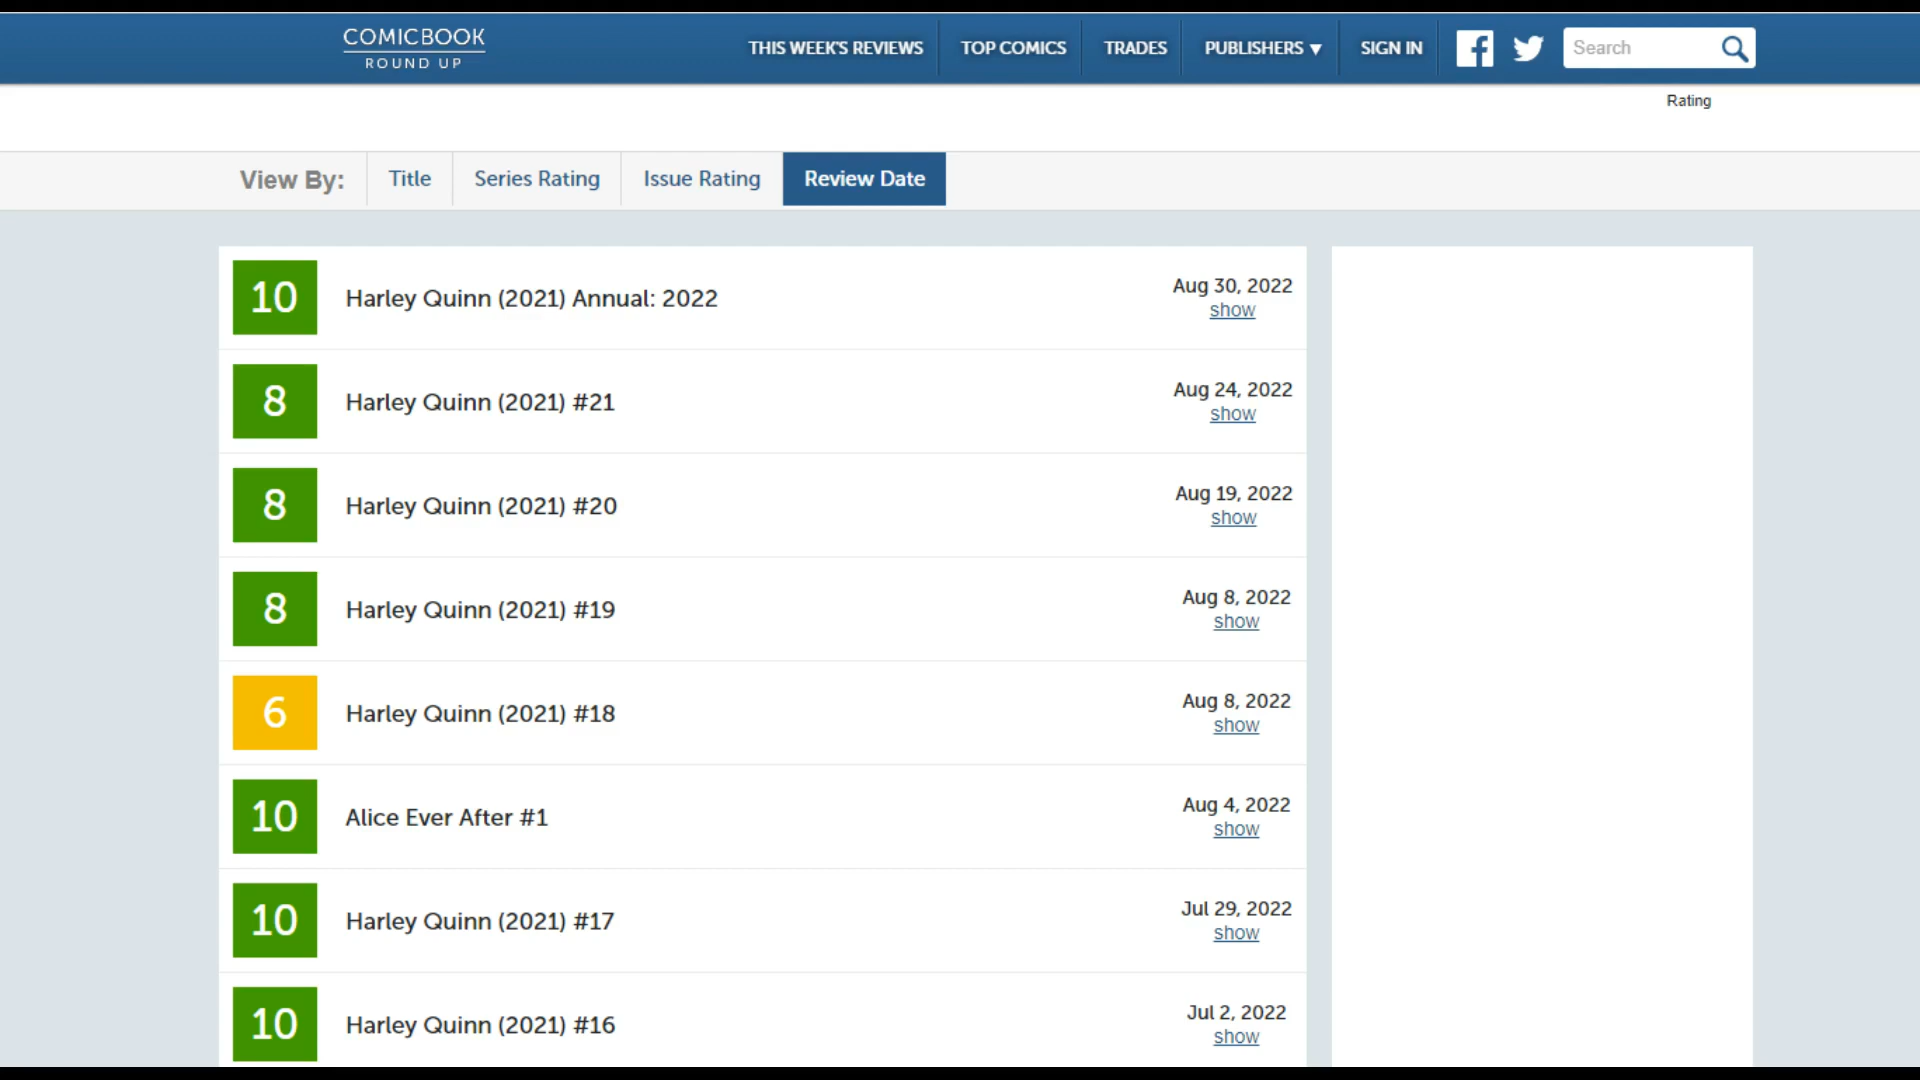 COMICBOOK
ROUND UP
THIS WEEK'S REVIEWS TOP COMICS TRADES PUBLISHERS ▼ SIGN IN Search
Rating
View By: Title Series Rating Issue Rating Review Date
10 Harley Quinn (2021) Annual: 2022 Aug 30, 2022
show
8 Harley Quinn (2021) #21 Aug 24, 2022
show
8 Harley Quinn (2021) #20 Aug 19, 2022
show
8 Harley Quinn (2021) #19 Aug 8, 2022
show
6 Harley Quinn (2021) #18 Aug 8, 2022
show
10 Alice Ever After #1 Aug 4, 2022
show
10 Harley Quinn (2021) #17 Jul 29, 2022
show
10 Harley Quinn (2021) #16 Jul 2, 2022
show